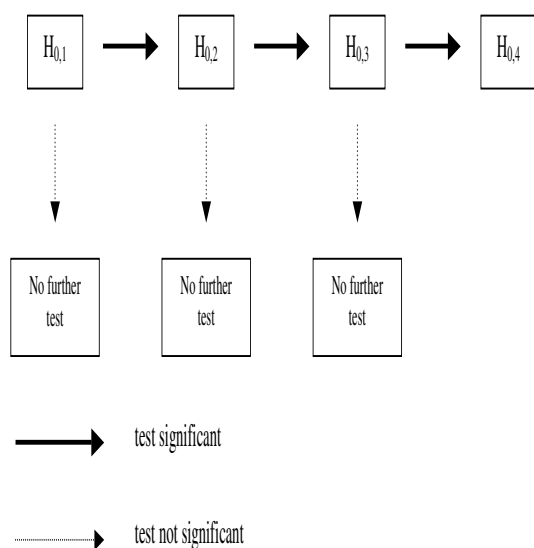 H0,1
H0,2
H0,3
H0,4
No further
test
No further
test
No further
test
test significant
test not significant